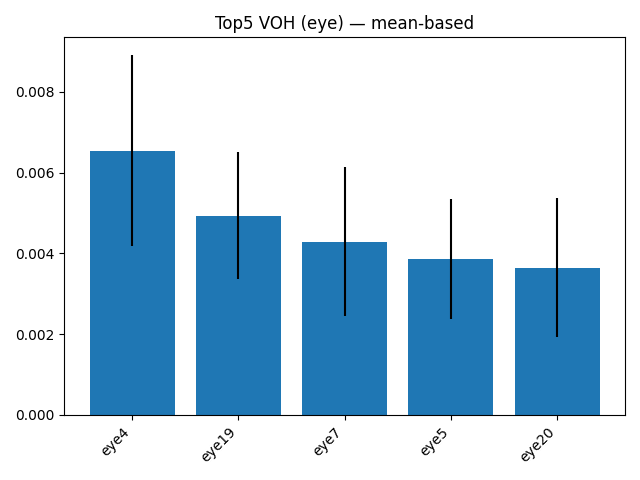 Top5 VOH (eye) — mean-based
0.008
0.006
0.004
0.002
0.000
eye4
eye19
eye7
eye5
eye20